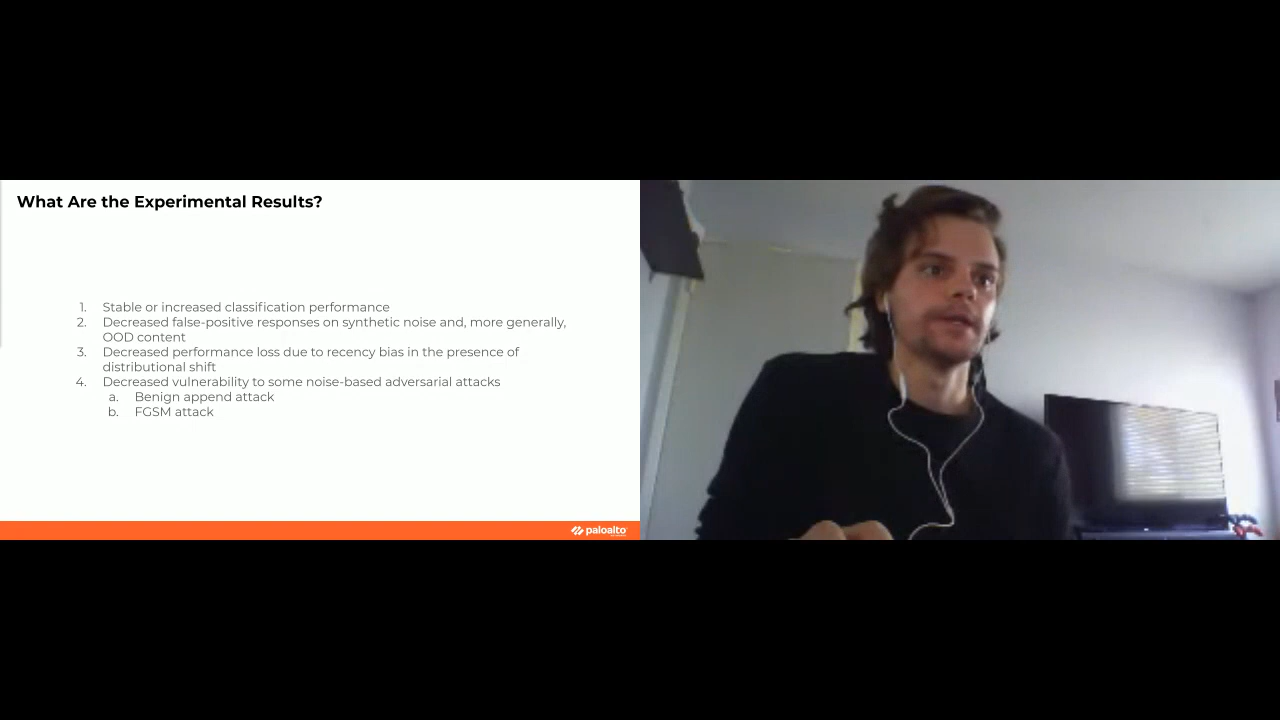 What Are the Experimental Results?
1. Stable or increased classification performance
2. Decreased false-positive responses on synthetic noise and, more generally,
OOD content
3. Decreased performance loss due to recency bias in the presence of
distributional shift
4. Decreased vulnerability to some noise-based adversarial attacks
a. Benign append attack
b. FGSM attack
paloalto